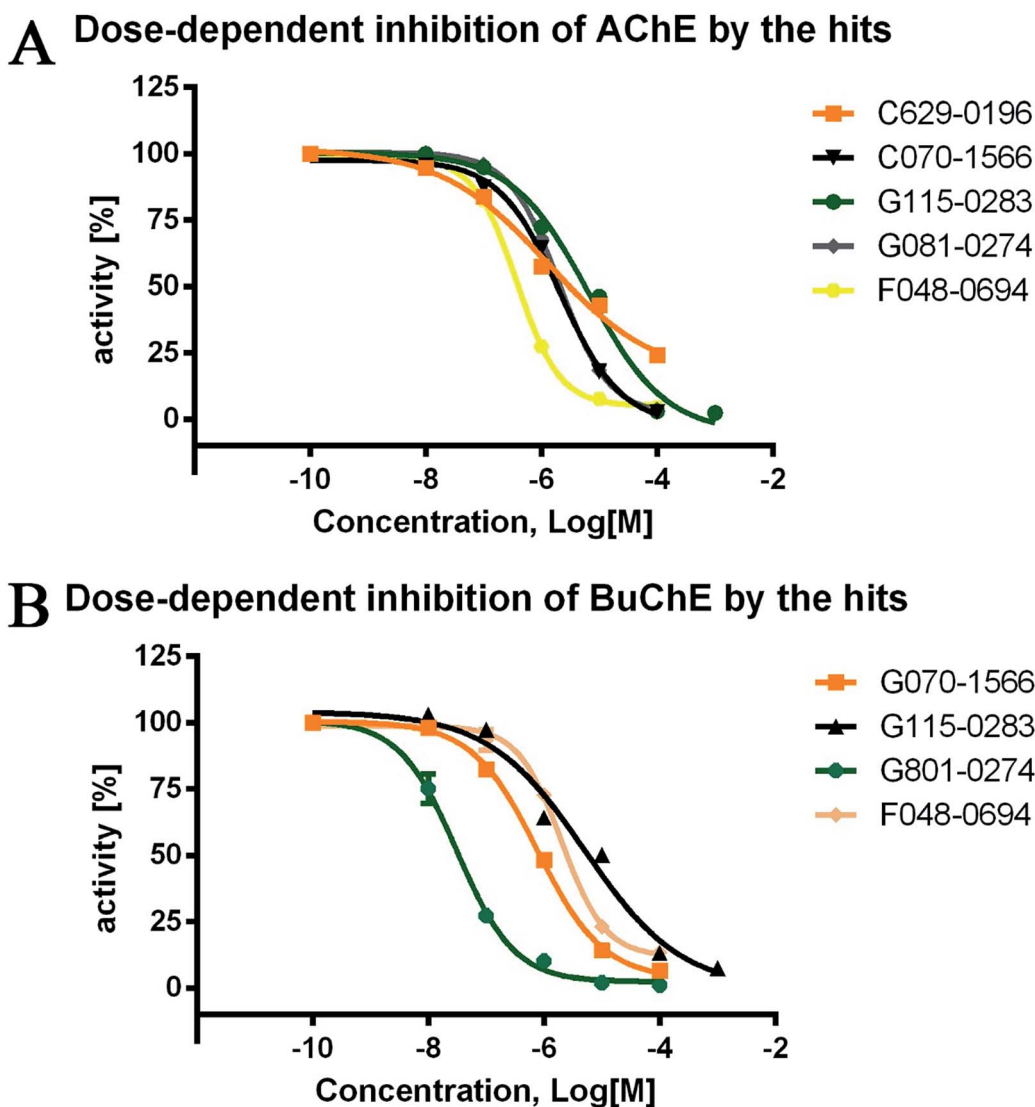 A Dose-dependent inhibition of AChE by the hits
125
100
75
50
25
0
activity [%]
-10 -8 -6 -4 -2
Concentration, Log[M]
C629-0196
C070-1566
G115-0283
G081-0274
F048-0694
B Dose-dependent inhibition of BuChE by the hits
125
100
75
50
25
0
activity [%]
-10 -8 -6 -4 -2
Concentration, Log[M]
G070-1566
G115-0283
G801-0274
F048-0694